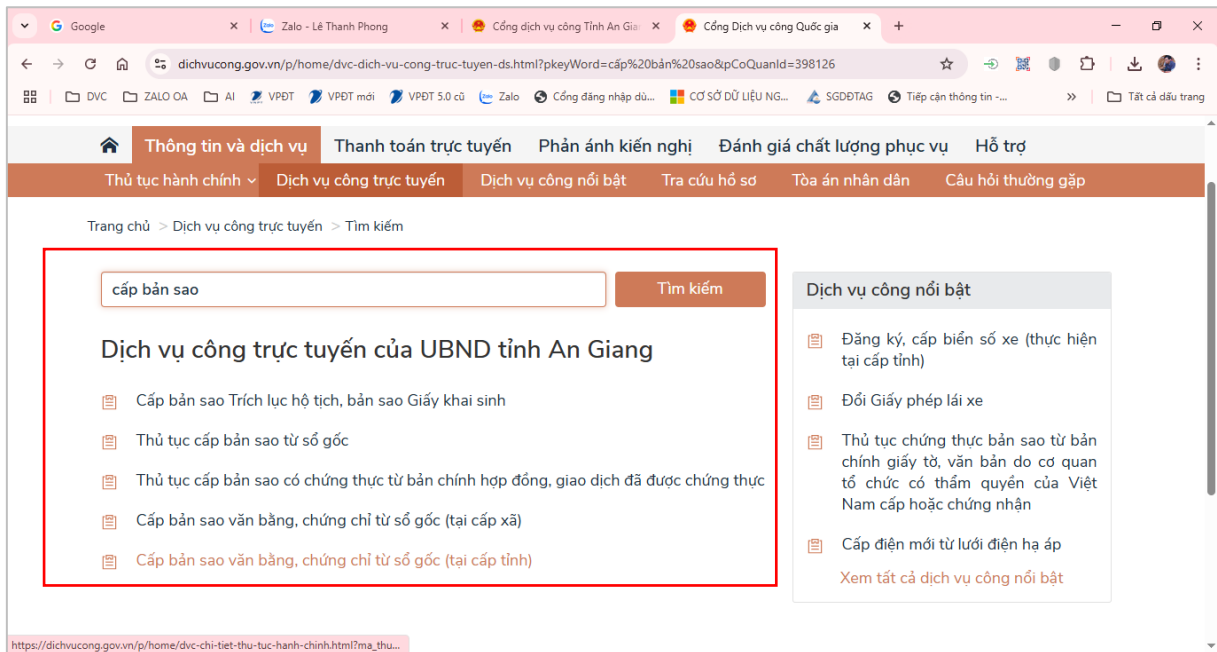 Google
Zalo - Lê Thanh Phong
Cổng dịch vụ công Tỉnh An Gia
Cổng Dịch vụ công Quốc gia
dichvucong.gov.vn/p/home/dvc-dich-vu-cong-truc-tuyen-ds.html?pkeyWord=cấp%20bản%20sao&pCoQuanId=398126
DVC
ZALO OA
AI
VPĐT
VPĐT mới
VPĐT 5.0 cũ
Zalo
Cổng đăng nhập dù...
CƠ SỞ DỮ LIỆU NG...
SGDĐTAG
Tiếp cận thông tin -...
Tất cả dấu trang
Thông tin và dịch vụ
Thanh toán trực tuyến
Phản ánh kiến nghị
Đánh giá chất lượng phục vụ
Hỗ trợ
Thủ tục hành chính
Dịch vụ công trực tuyến
Dịch vụ công nổi bật
Tra cứu hồ sơ
Tòa án nhân dân
Câu hỏi thường gặp
Trang chủ > Dịch vụ công trực tuyến > Tìm kiếm
cấp bản sao
Tìm kiếm
Dịch vụ công trực tuyến của UBND tỉnh An Giang
Cấp bản sao Trích lục hộ tịch, bản sao Giấy khai sinh
Thủ tục cấp bản sao từ sổ gốc
Thủ tục cấp bản sao có chứng thực từ bản chính hợp đồng, giao dịch đã được chứng thực
Cấp bản sao văn bằng, chứng chỉ từ sổ gốc (tại cấp xã)
Cấp bản sao văn bằng, chứng chỉ từ sổ gốc (tại cấp tỉnh)
Dịch vụ công nổi bật
Đăng ký, cấp biển số xe (thực hiện
tại cấp tỉnh)
Đổi Giấy phép lái xe
Thủ tục chứng thực bản sao từ bản
chính giấy tờ, văn bản do cơ quan
tổ chức có thẩm quyền của Việt
Nam cấp hoặc chứng nhận
Cấp điện mới từ lưới điện hạ áp
Xem tất cả dịch vụ công nổi bật
https://dichvucong.gov.vn/p/home/dvc-chi-tiet-thu-tuc-hanh-chinh.html?ma_thu...